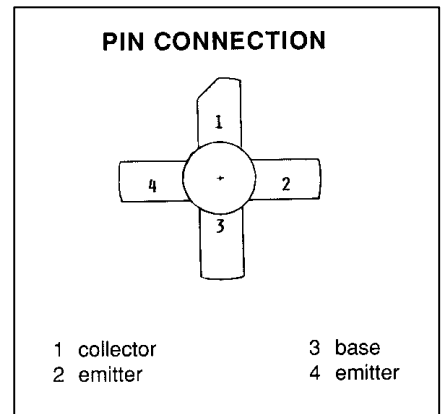 PIN CONNECTION
1
4
2
3
1 collector
2 emitter
3 base
4 emitter